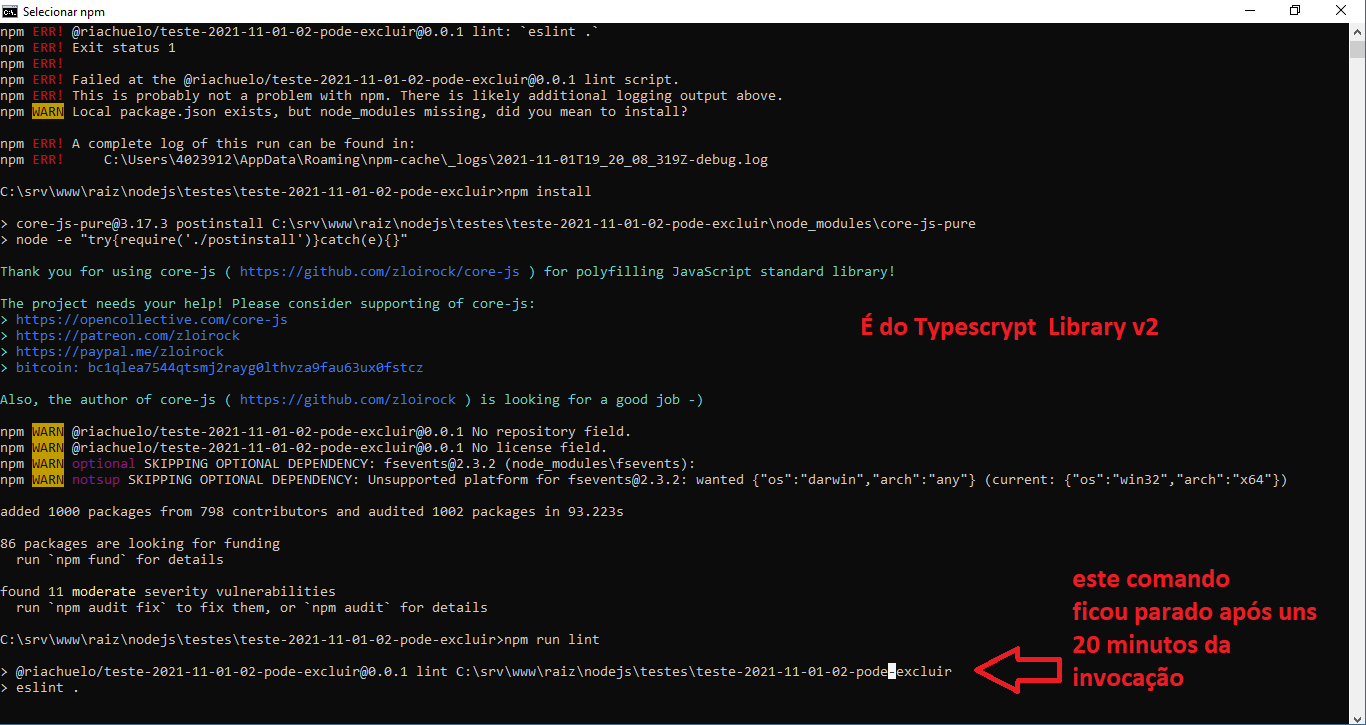 Selecionar npm
npm ERR! @riachuelo/teste-2021-11-01-02-pode-excluir@0.0.1 lint: `eslint .`
npm ERR! Exit status 1
npm ERR!
npm ERR! Failed at the @riachuelo/teste-2021-11-01-02-pode-excluir@0.0.1 lint script.
npm ERR! This is probably not a problem with npm. There is likely additional logging output above.
npm WARN Local package.json exists, but node_modules missing, did you mean to install?
npm ERR! A complete log of this run can be found in:
npm ERR!     C:\Users\4023912\AppData\Roaming\npm-cache\_logs\2021-11-01T19_20_08_319Z-debug.log
C:\srv\www\raiz\nodejs\testes\teste-2021-11-01-02-pode-excluir>npm install
> core-js-pure@3.17.3 postinstall C:\srv\www\raiz\nodejs\testes\teste-2021-11-01-02-pode-excluir\node_modules\core-js-pure
> node -e "try{require('./postinstall')}catch(e){}"
Thank you for using core-js ( https://github.com/zloirock/core-js ) for polyfilling JavaScript standard library!
The project needs your help! Please consider supporting of core-js:
> https://opencollective.com/core-js
> https://patreon.com/zloirock
> https://paypal.me/zloirock
> bitcoin: bc1qlea7544qtsmj2rayg0lthvza9fau63ux0fstcz
É do Typescrypt Library v2
Also, the author of core-js ( https://github.com/zloirock ) is looking for a good job -)
npm WARN @riachuelo/teste-2021-11-01-02-pode-excluir@0.0.1 No repository field.
npm WARN @riachuelo/teste-2021-11-01-02-pode-excluir@0.0.1 No license field.
npm WARN optional SKIPPING OPTIONAL DEPENDENCY: fsevents@2.3.2 (node_modules\fsevents):
npm WARN notsup SKIPPING OPTIONAL DEPENDENCY: Unsupported platform for fsevents@2.3.2: wanted {"os":"darwin","arch":"any"} (current: {"os":"win32","arch":"x64"})
added 1000 packages from 798 contributors and audited 1002 packages in 93.223s
86 packages are looking for funding
  run `npm fund` for details
found 11 moderate severity vulnerabilities
  run `npm audit fix` to fix them, or `npm audit` for details
C:\srv\www\raiz\nodejs\testes\teste-2021-11-01-02-pode-excluir>npm run lint
> @riachuelo/teste-2021-11-01-02-pode-excluir@0.0.1 lint C:\srv\www\raiz\nodejs\testes\teste-2021-11-01-02-pode-excluir
> eslint .
este comando
ficou parado após uns
20 minutos da
invocação